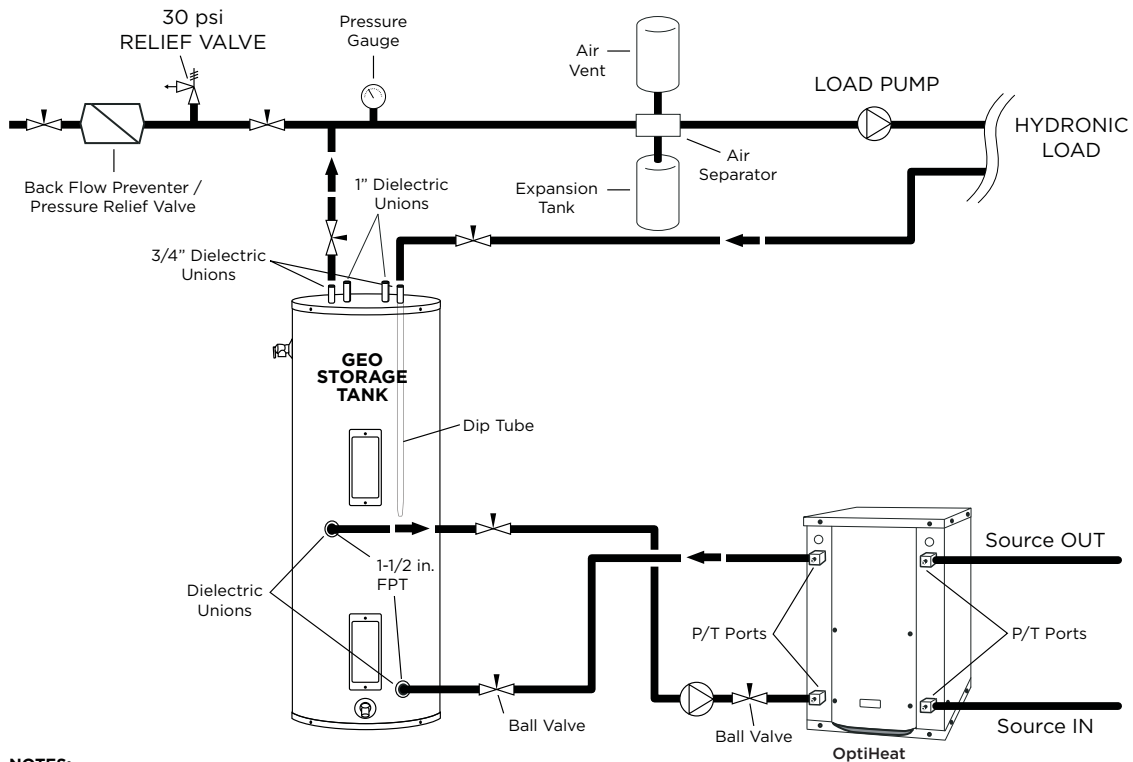 30 psi
RELIEF VALVE
Pressure
Gauge
Air
Vent
LOAD PUMP
HYDRONIC
LOAD
Air
Separator
Expansion
Tank
Back Flow Preventer /
Pressure Relief Valve
1” Dielectric
Unions
3/4” Dielectric
Unions
GEO
STORAGE
TANK
Dip Tube
1-1/2 in.
FPT
Dielectric
Unions
Source OUT
P/T Ports
P/T Ports
Ball Valve
Ball Valve
Source IN
OptiHeat
NOTES: